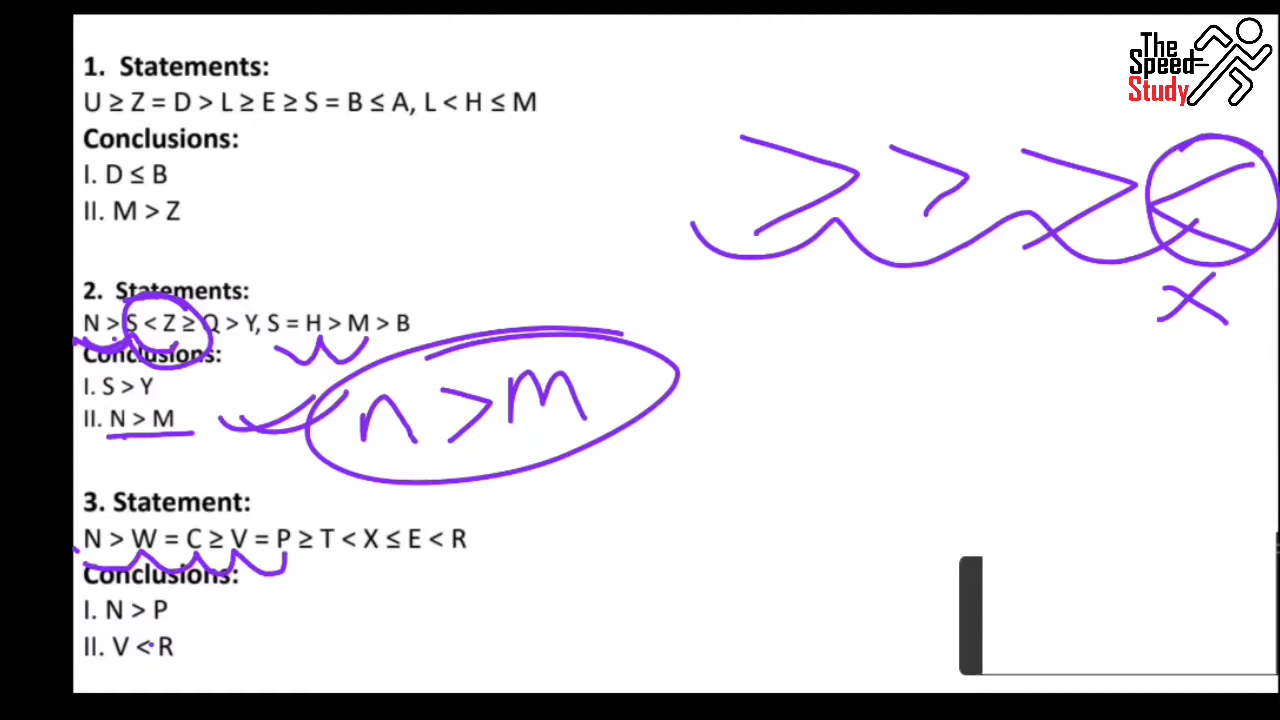 The
Speed
Study
1. Statements:
U ≥ Z = D > L ≥ E ≥ S = B ≤ A, L < H ≤ M
Conclusions:
I. D ≤ B
II. M > Z
> > > <
x
2. Statements:
N > S < Z ≥ Q > Y, S = H > M > B
Conclusions:
I. S > Y
II. N > M
n > m
3. Statement:
N > W = C ≥ V = P ≥ T < X ≤ E < R
Conclusions:
I. N > P
II. V < R